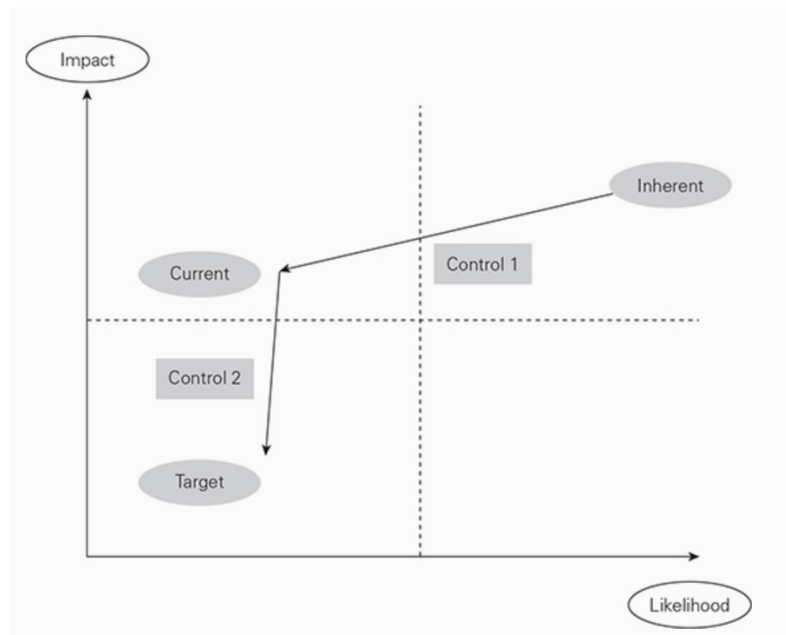 Impact
Inherent
Control 1
Current
Control 2
Target
Likelihood